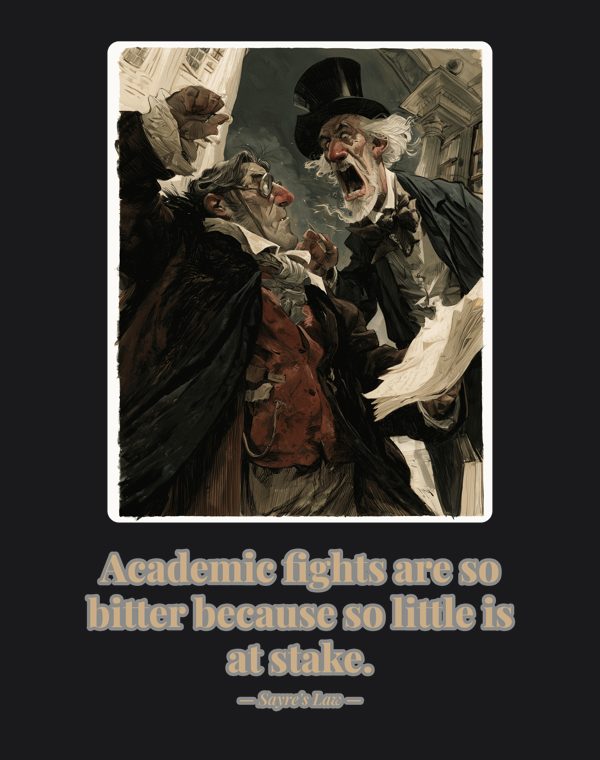 Academic fights are so
bitter because so little is
at stake.
— Sayre's Law —